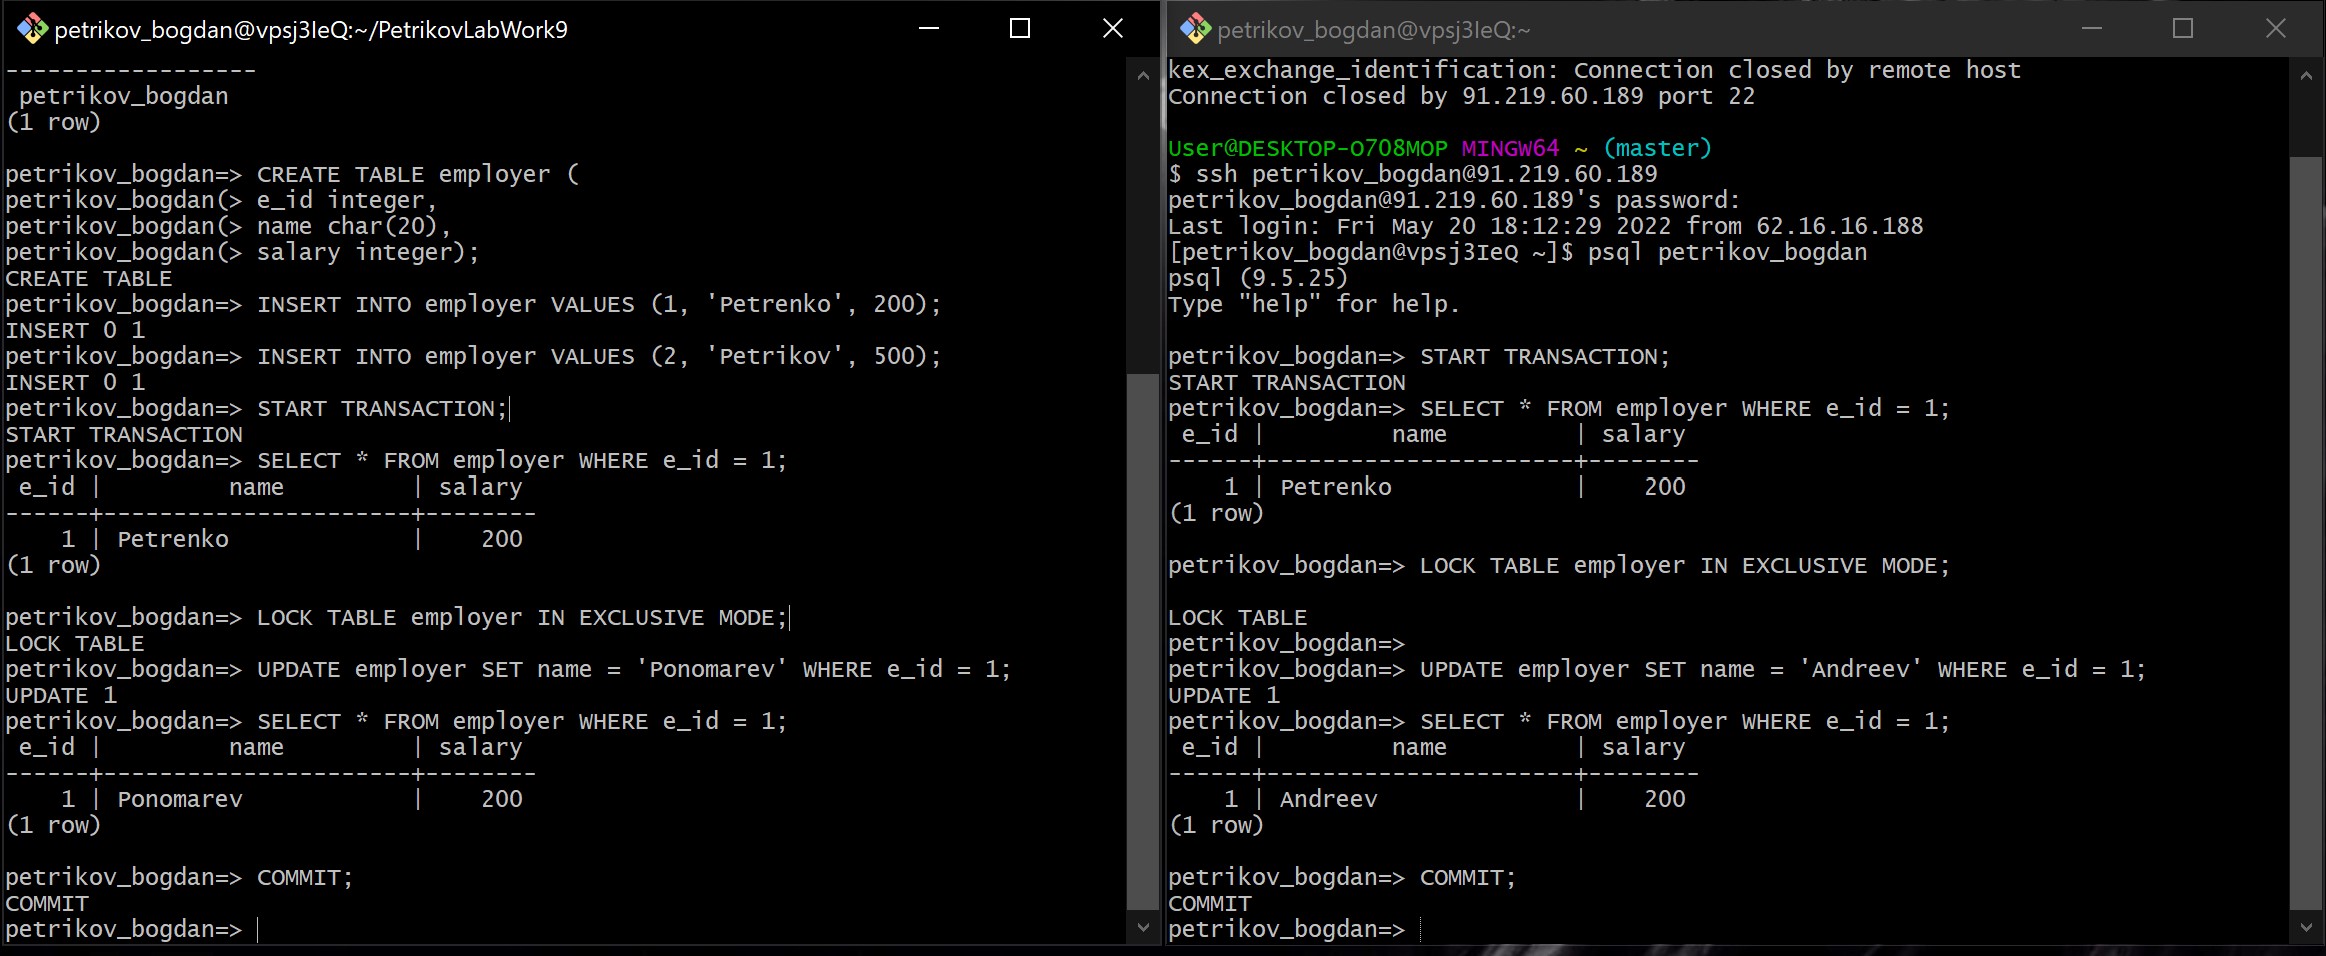 petrikov_bogdan@vpsj3IeQ:~/PetrikovLabWork9
------------------
 petrikov_bogdan
(1 row)

petrikov_bogdan=> CREATE TABLE employer (
petrikov_bogdan(> e_id integer,
petrikov_bogdan(> name char(20),
petrikov_bogdan(> salary integer);
CREATE TABLE
petrikov_bogdan=> INSERT INTO employer VALUES (1, 'Petrenko', 200);
INSERT 0 1
petrikov_bogdan=> INSERT INTO employer VALUES (2, 'Petrikov', 500);
INSERT 0 1
petrikov_bogdan=> START TRANSACTION;
START TRANSACTION
petrikov_bogdan=> SELECT * FROM employer WHERE e_id = 1;
 e_id |         name         | salary
------+----------------------+--------
    1 | Petrenko             |    200
(1 row)

petrikov_bogdan=> LOCK TABLE employer IN EXCLUSIVE MODE;
LOCK TABLE
petrikov_bogdan=> UPDATE employer SET name = 'Ponomarev' WHERE e_id = 1;
UPDATE 1
petrikov_bogdan=> SELECT * FROM employer WHERE e_id = 1;
 e_id |         name         | salary
------+----------------------+--------
    1 | Ponomarev            |    200
(1 row)

petrikov_bogdan=> COMMIT;
COMMIT
petrikov_bogdan=>
petrikov_bogdan@vpsj3IeQ:~
kex_exchange_identification: Connection closed by remote host
Connection closed by 91.219.60.189 port 22

User@DESKTOP-O708MOP MINGW64 ~ (master)
$ ssh petrikov_bogdan@91.219.60.189
petrikov_bogdan@91.219.60.189's password:
Last login: Fri May 20 18:12:29 2022 from 62.16.16.188
[petrikov_bogdan@vpsj3IeQ ~]$ psql petrikov_bogdan
psql (9.5.25)
Type "help" for help.

petrikov_bogdan=> START TRANSACTION;
START TRANSACTION
petrikov_bogdan=> SELECT * FROM employer WHERE e_id = 1;
 e_id |         name         | salary
------+----------------------+--------
    1 | Petrenko             |    200
(1 row)

petrikov_bogdan=> LOCK TABLE employer IN EXCLUSIVE MODE;

LOCK TABLE
petrikov_bogdan=>
petrikov_bogdan=> UPDATE employer SET name = 'Andreev' WHERE e_id = 1;
UPDATE 1
petrikov_bogdan=> SELECT * FROM employer WHERE e_id = 1;
 e_id |         name         | salary
------+----------------------+--------
    1 | Andreev              |    200
(1 row)

petrikov_bogdan=> COMMIT;
COMMIT
petrikov_bogdan=>